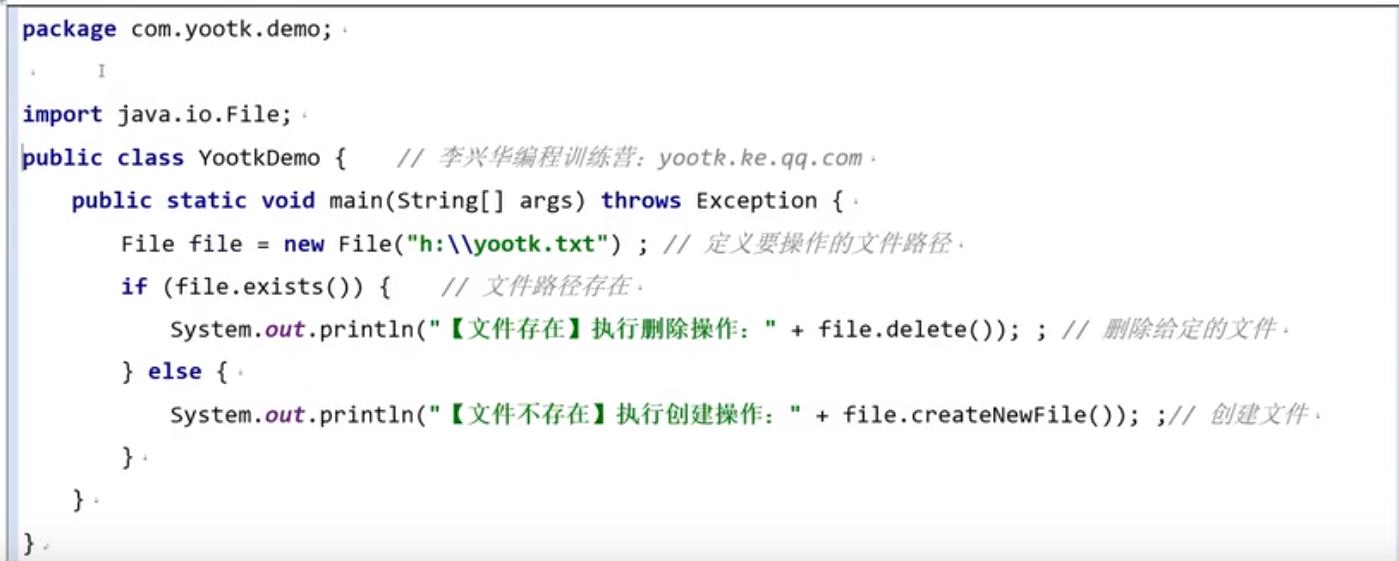 package com.yootk.demo;
import java.io.File;
public class YootkDemo {    // 李兴华编程训练营：yootk.ke.qq.com
    public static void main(String[] args) throws Exception {
        File file = new File("h:\\yootk.txt") ; // 定义要操作的文件路径
        if (file.exists()) {    // 文件路径存在
            System.out.println("【文件存在】执行删除操作：" + file.delete()); ; // 删除给定的文件
        } else {
            System.out.println("【文件不存在】执行创建操作：" + file.createNewFile()); ;// 创建文件
        }
    }
}